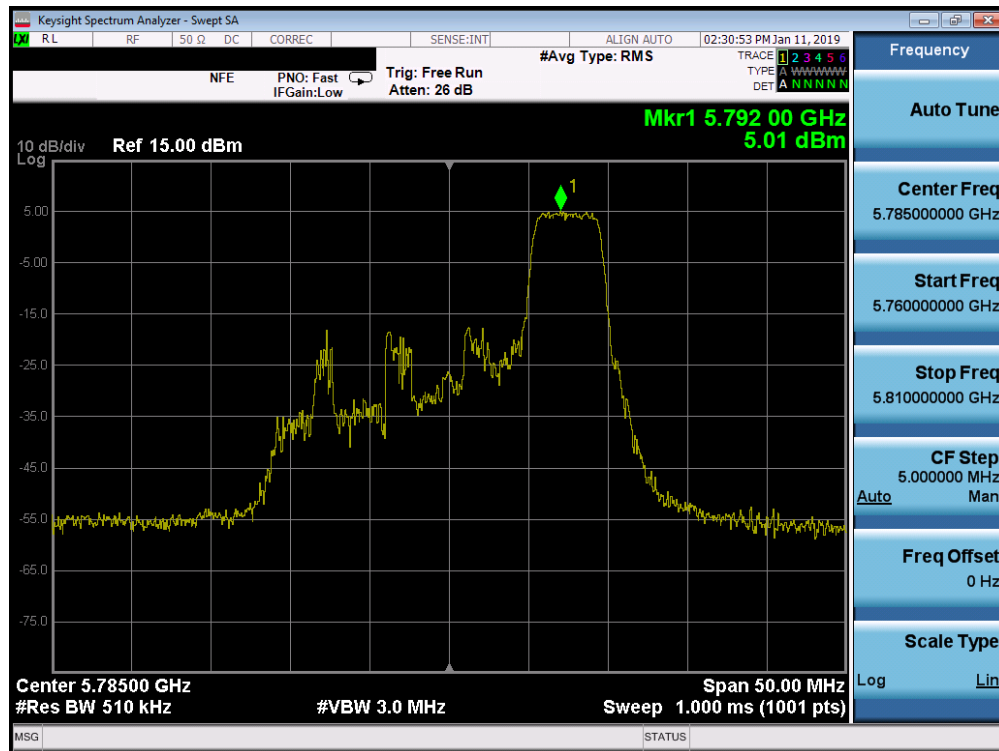 Keysight Spectrum Analyzer - Swept SA
LXI RL RF 50 Ω DC CORREC SENSE:INT ALIGN AUTO 02:30:53 PM Jan 11, 2019
Frequency
#Avg Type: RMS
TRACE 1 2 3 4 5 6
NFE PNO: Fast Trig: Free Run
TYPE A WWWWW
IFGain:Low Atten: 26 dB
DET A N N N N N
Auto Tune
Mkr1 5.792 00 GHz
5.01 dBm
10 dB/div Ref 15.00 dBm
Log
1
5.00
-5.00
-15.0
-25.0
-35.0
-45.0
-55.0
-65.0
-75.0
Center Freq
5.785000000 GHz
Start Freq
5.760000000 GHz
Stop Freq
5.810000000 GHz
CF Step
5.000000 MHz
Auto Man
Freq Offset
0 Hz
Scale Type
Log Lin
Center 5.78500 GHz Span 50.00 MHz
#Res BW 510 kHz #VBW 3.0 MHz Sweep 1.000 ms (1001 pts)
MSG STATUS